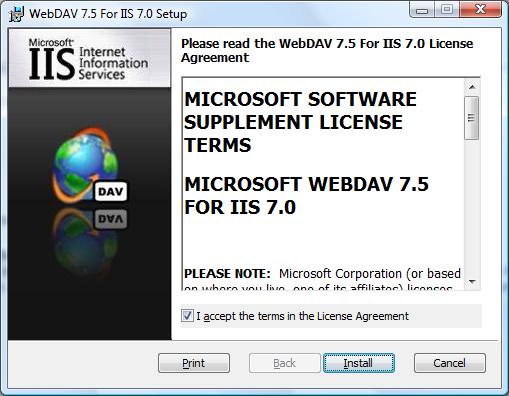 WebDAV 7.5 For IIS 7.0 Setup
Microsoft®
IIS Internet
Information
Services
DAV
Please read the WebDAV 7.5 For IIS 7.0 License
Agreement
MICROSOFT SOFTWARE
SUPPLEMENT LICENSE
TERMS
MICROSOFT WEBDAV 7.5
FOR IIS 7.0
PLEASE NOTE: Microsoft Corporation (or based
on where you live, one of its affiliates) licenses
I accept the terms in the License Agreement
Print
Back
Install
Cancel